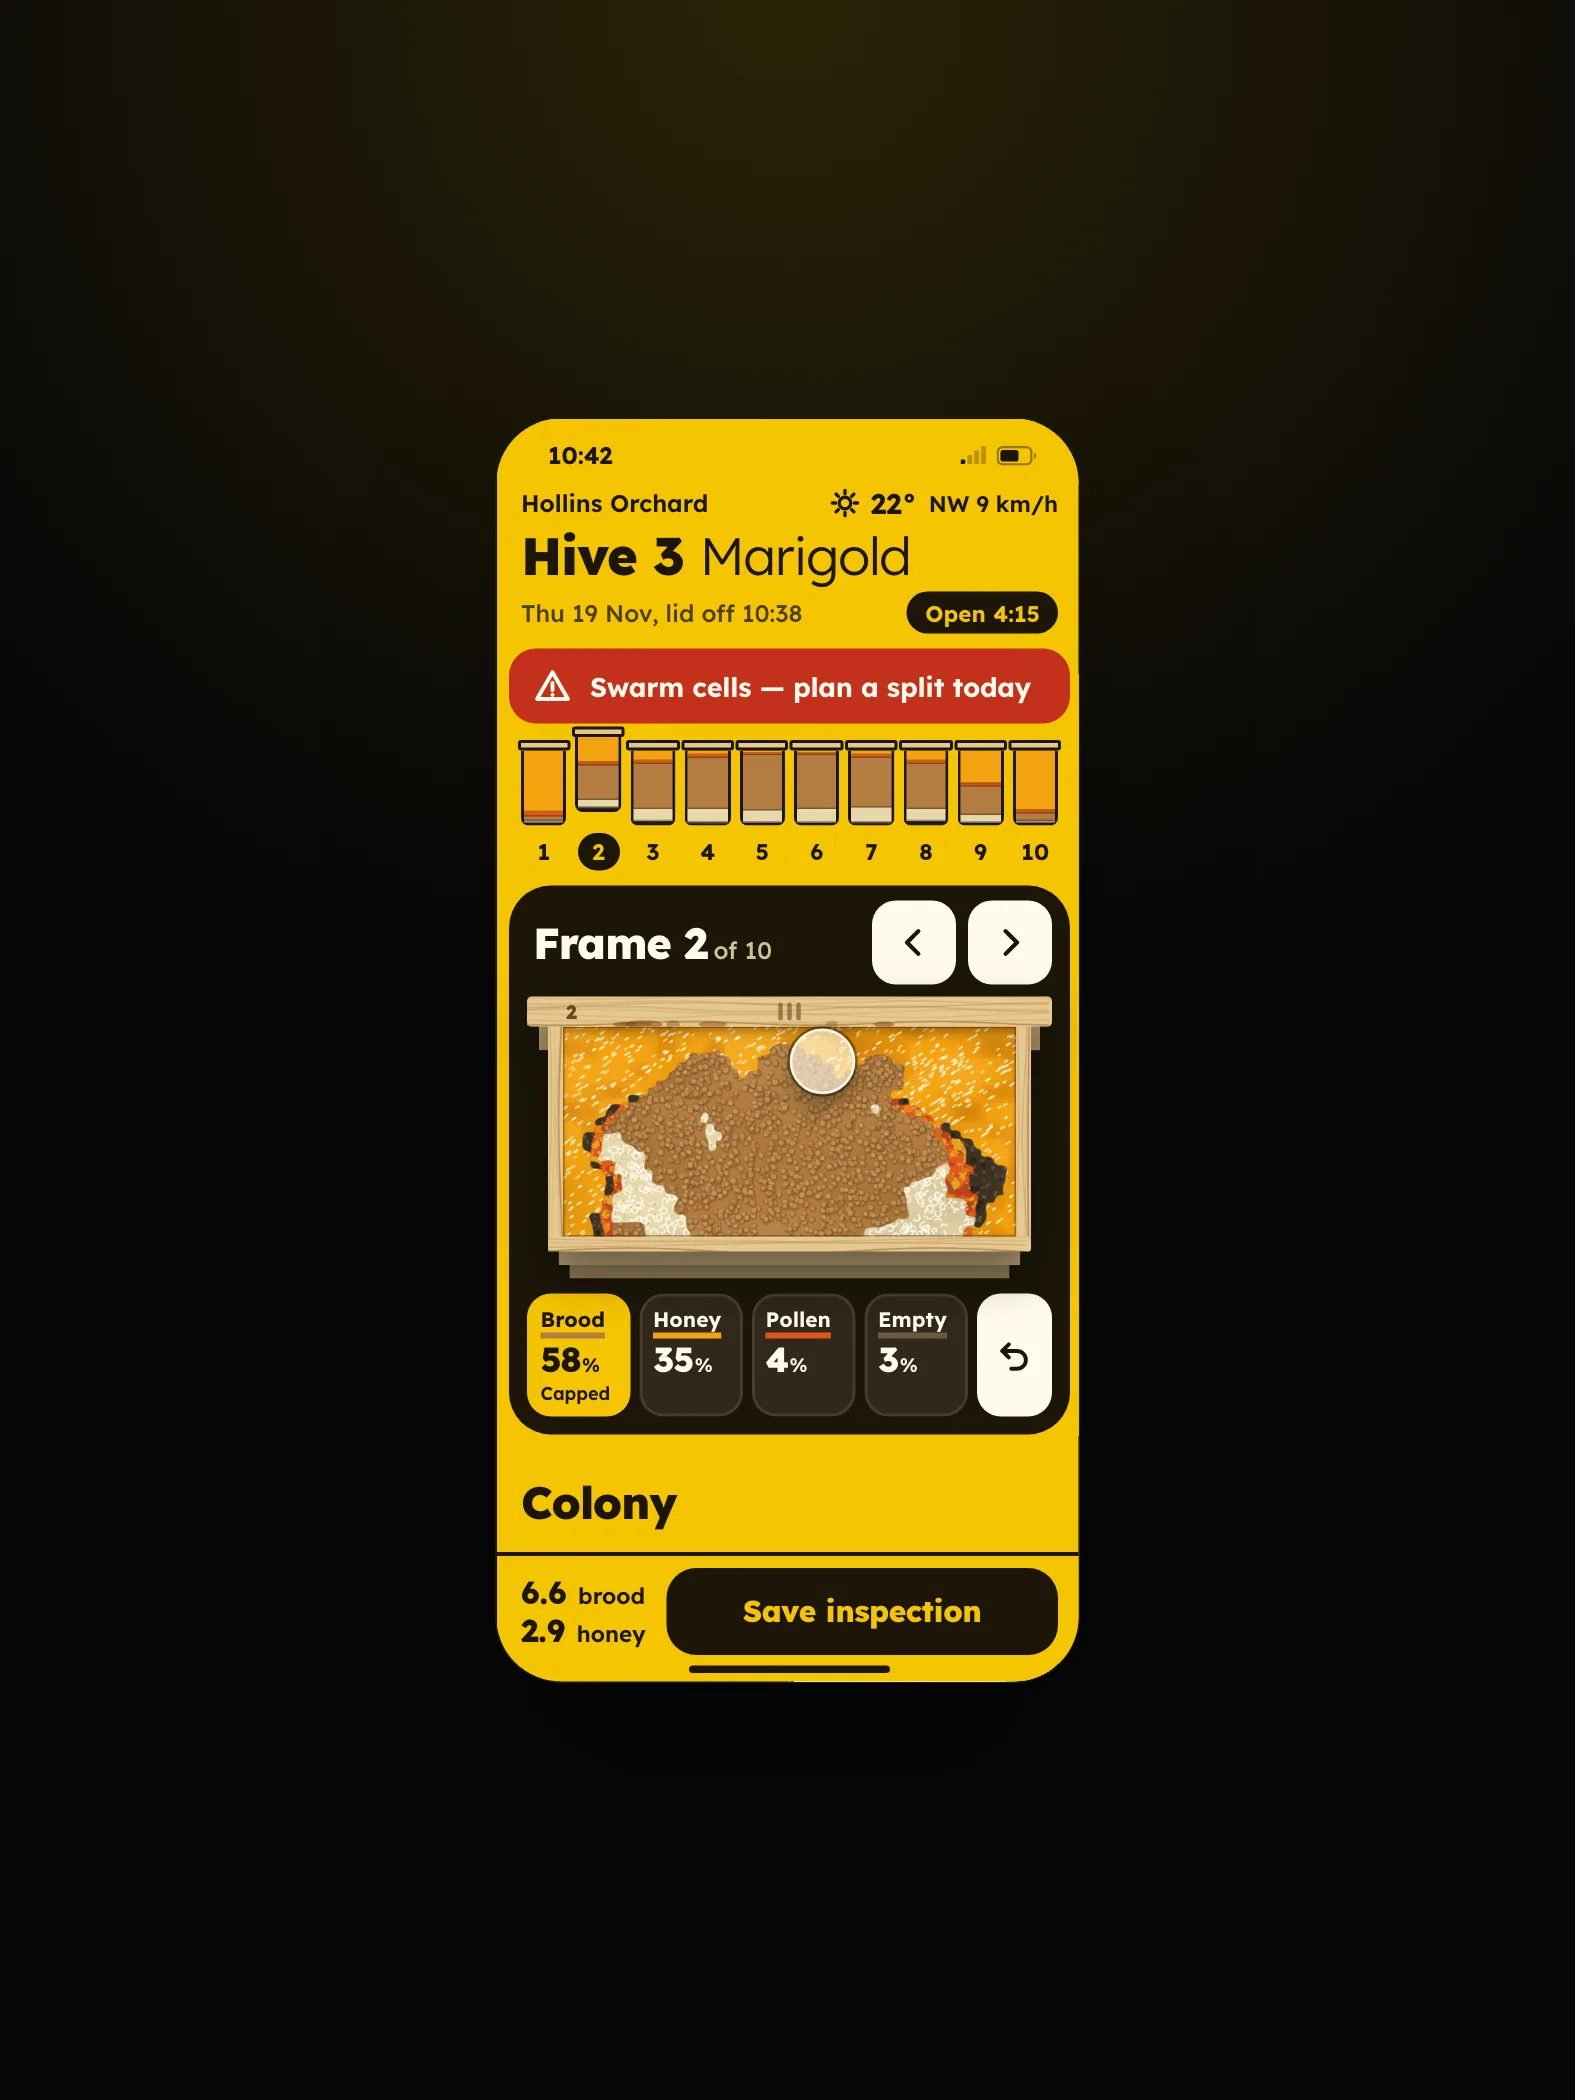 10:42
Hollins Orchard 22° NW 9 km/h
Hive 3 Marigold
Thu 19 Nov, lid off 10:38 Open 4:15
Swarm cells — plan a split today
1 2 3 4 5 6 7 8 9 10
Frame 2 of 10
2
Brood Honey Pollen Empty
58% 35% 4% 3%
Capped
Colony
6.6 brood
2.9 honey
Save inspection